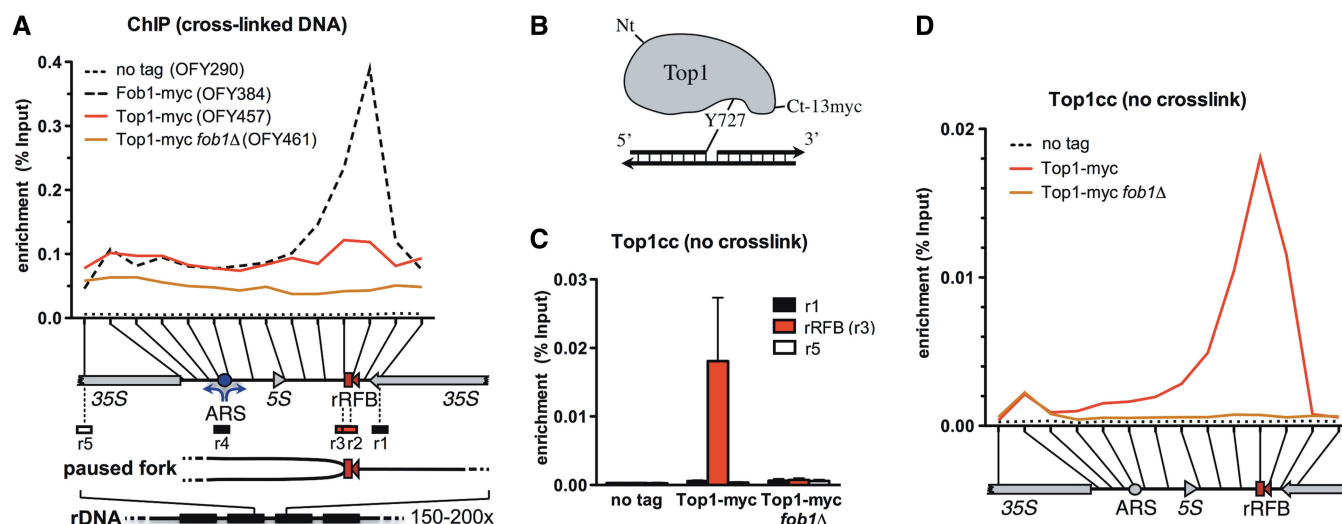 A
ChIP (cross-linked DNA)
enrichment (% Input)
0.4
0.3
0.2
0.1
0.0
no tag (OFY290)
Fob1-myc (OFY384)
Top1-myc (OFY457)
Top1-myc fob1Δ (OFY461)
35S
ARS
5S
rRFB
35S
r5
r4
r3 r2
r1
paused fork
rDNA
150-200x
B
Nt
Top1
Ct-13myc
Y727
5’
3’
C
Top1cc (no crosslink)
enrichment (% Input)
0.03
0.02
0.01
0.00
r1
rRFB (r3)
r5
no tag
Top1-myc
Top1-myc
fob1Δ
D
Top1cc (no crosslink)
enrichment (% Input)
0.02
0.01
0.00
no tag
Top1-myc
Top1-myc fob1Δ
35S
ARS
5S
rRFB